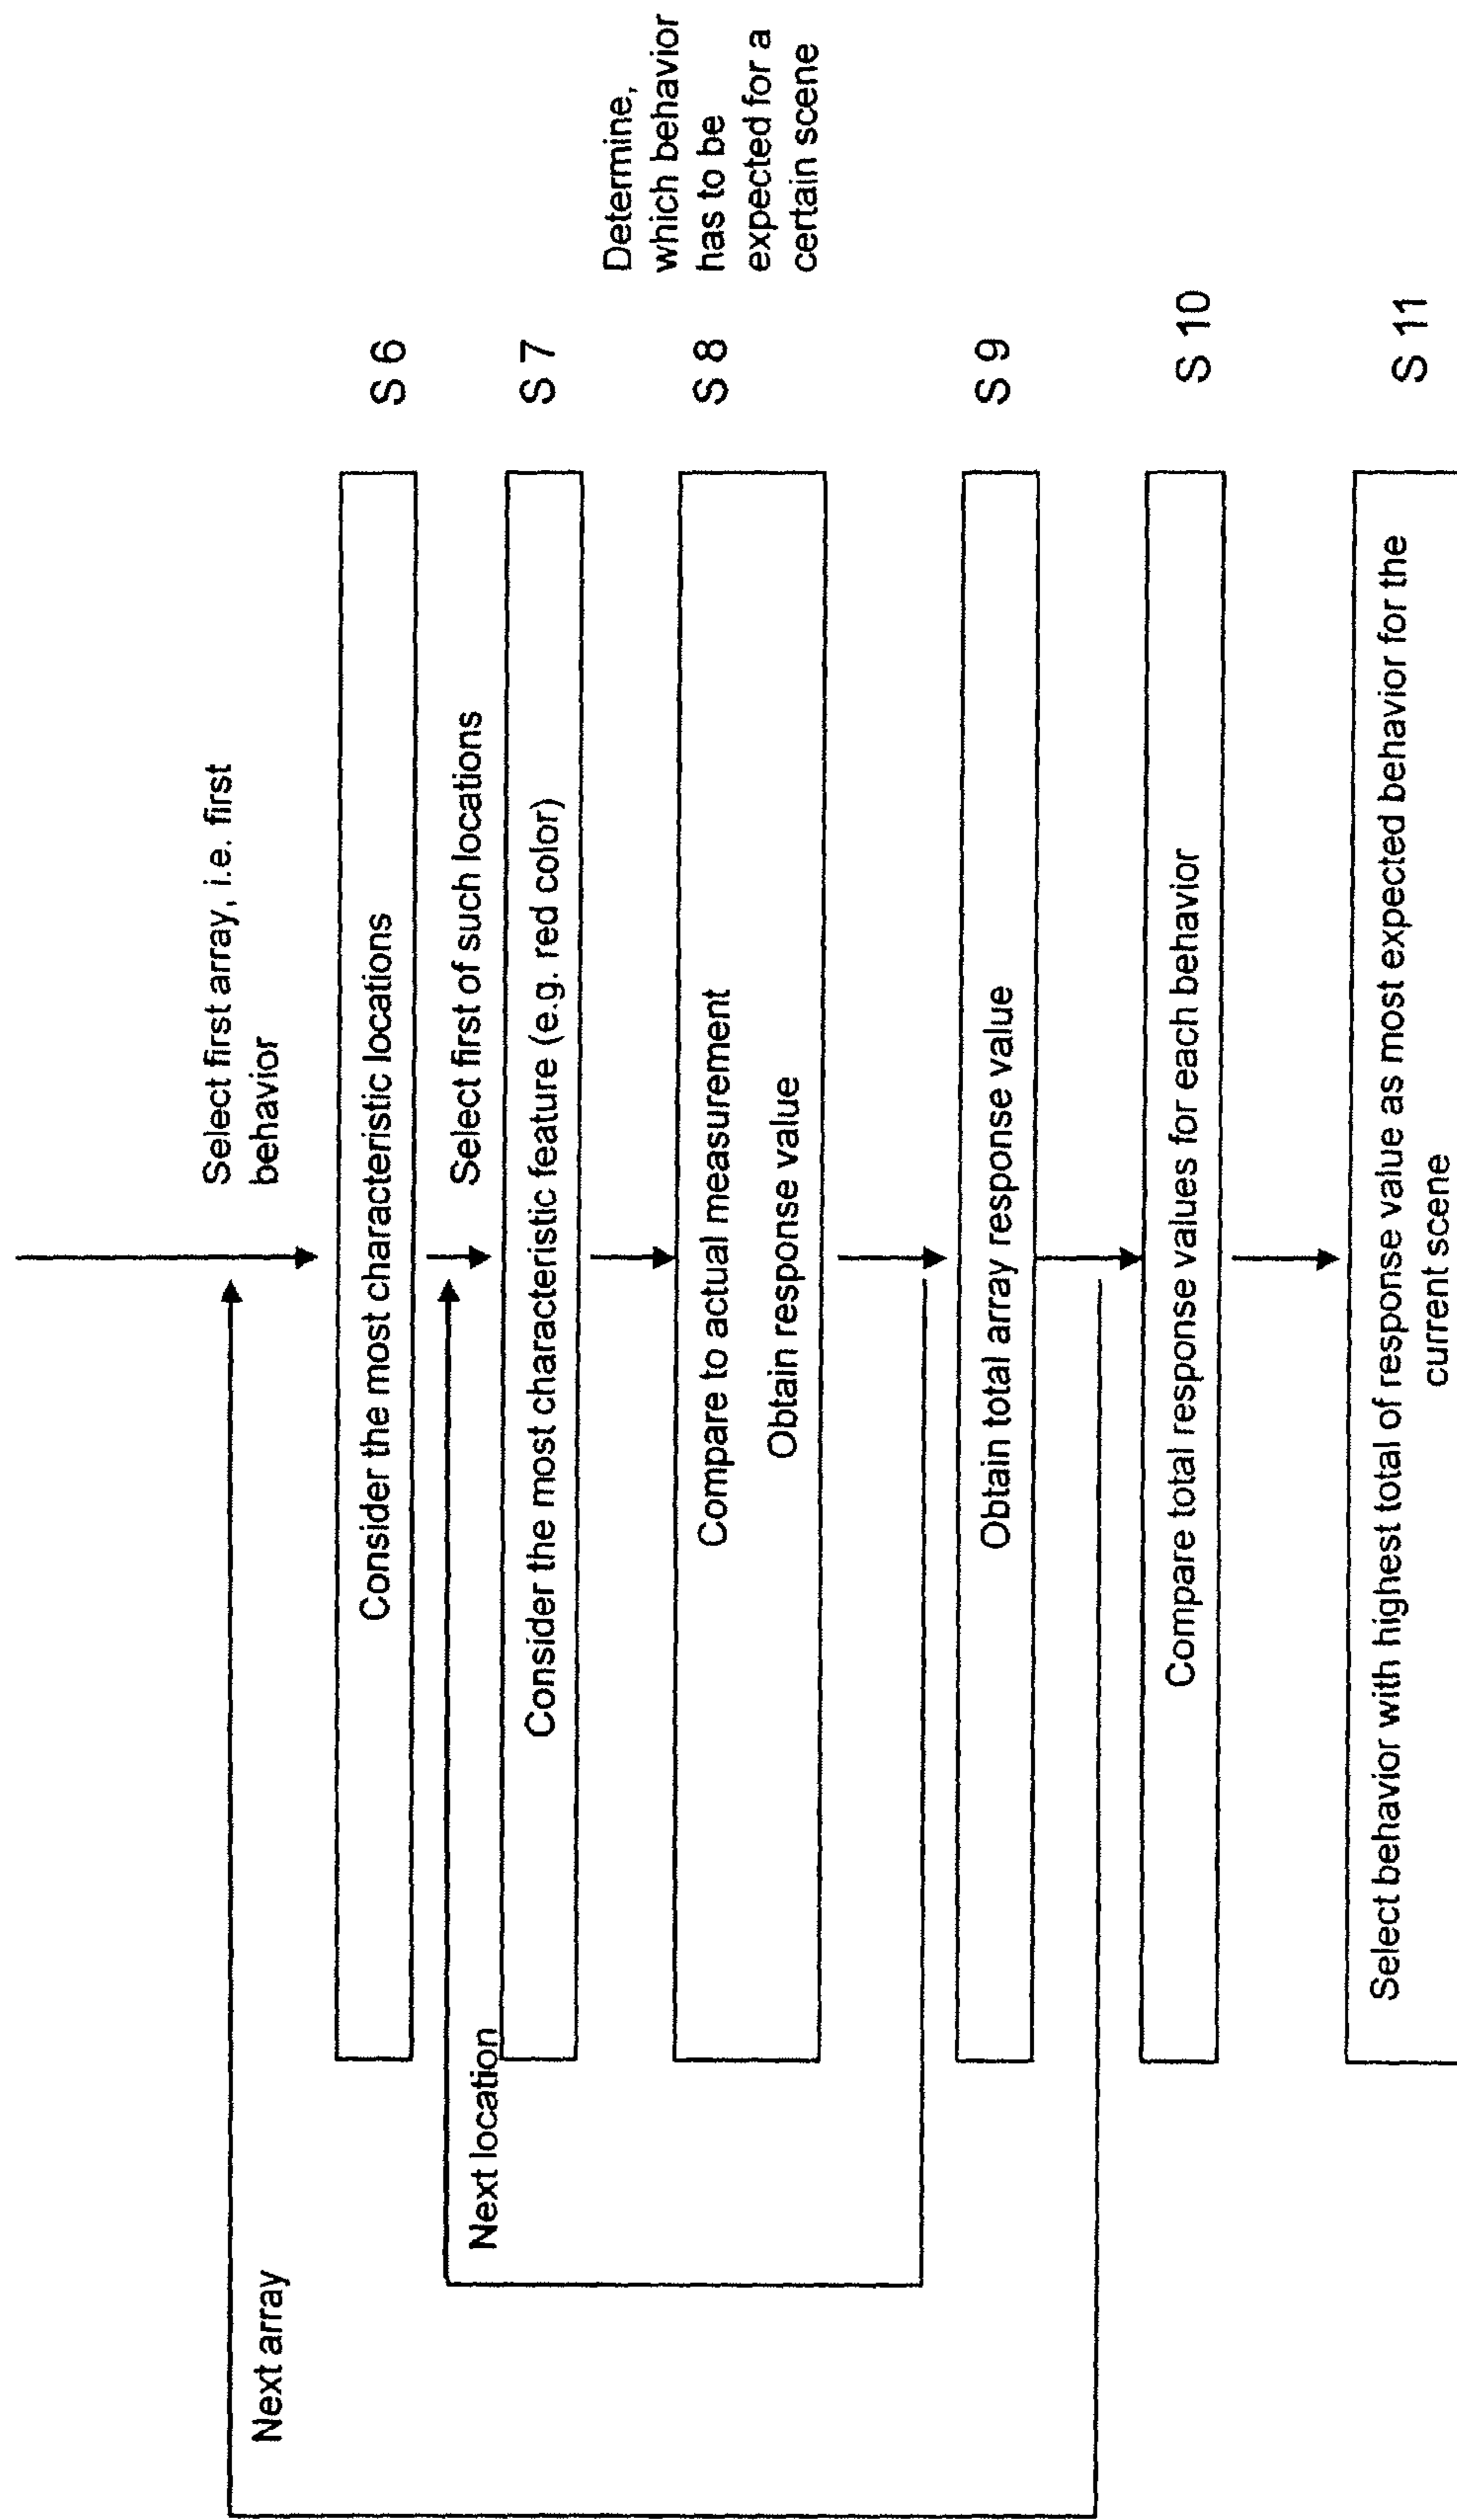 Select first array, i.e. first
behavior
Next array
Consider the most characteristic locations
S 6
Select first of such locations
Next location
Consider the most characteristic feature (e.g. red color)
S 7
Compare to actual measurement
Obtain response value
S 8
Determine,
which behavior
has to be
expected for a
certain scene
Obtain total array response value
S 9
Compare total response values for each behavior
S 10
Select behavior with highest total of response value as most expected behavior for the
current scene
S 11